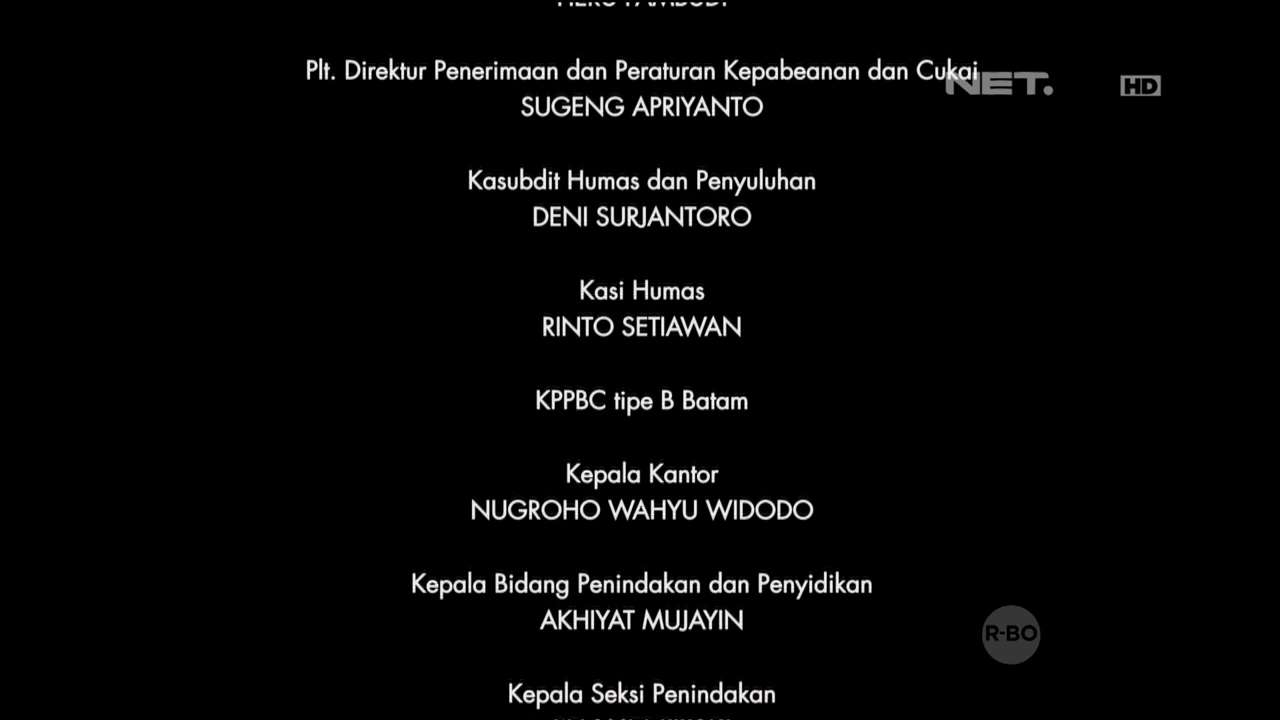 Plt. Direktur Penerimaan dan Peraturan Kepabeanan dan Cukai
NET.
HD
SUGENG APRIYANTO
Kasubdit Humas dan Penyuluhan
DENI SURJANTORO
Kasi Humas
RINTO SETIAWAN
KPPBC tipe B Batam
Kepala Kantor
NUGROHO WAHYU WIDODO
Kepala Bidang Penindakan dan Penyidikan
AKHIYAT MUJAYIN
R-BO
Kepala Seksi Penindakan